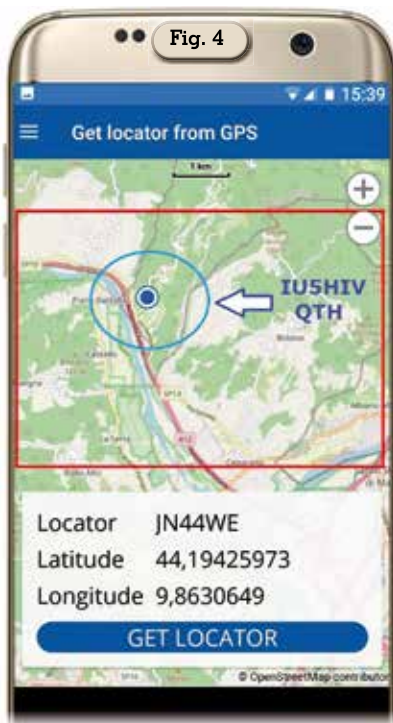 Fig. 4
15:39
Get locator from GPS
1 km
+
−
IU5HIV
QTH
Locator JN44WE
Latitude 44,19425973
Longitude 9,8630649
GET LOCATOR
© OpenStreetMap contributor